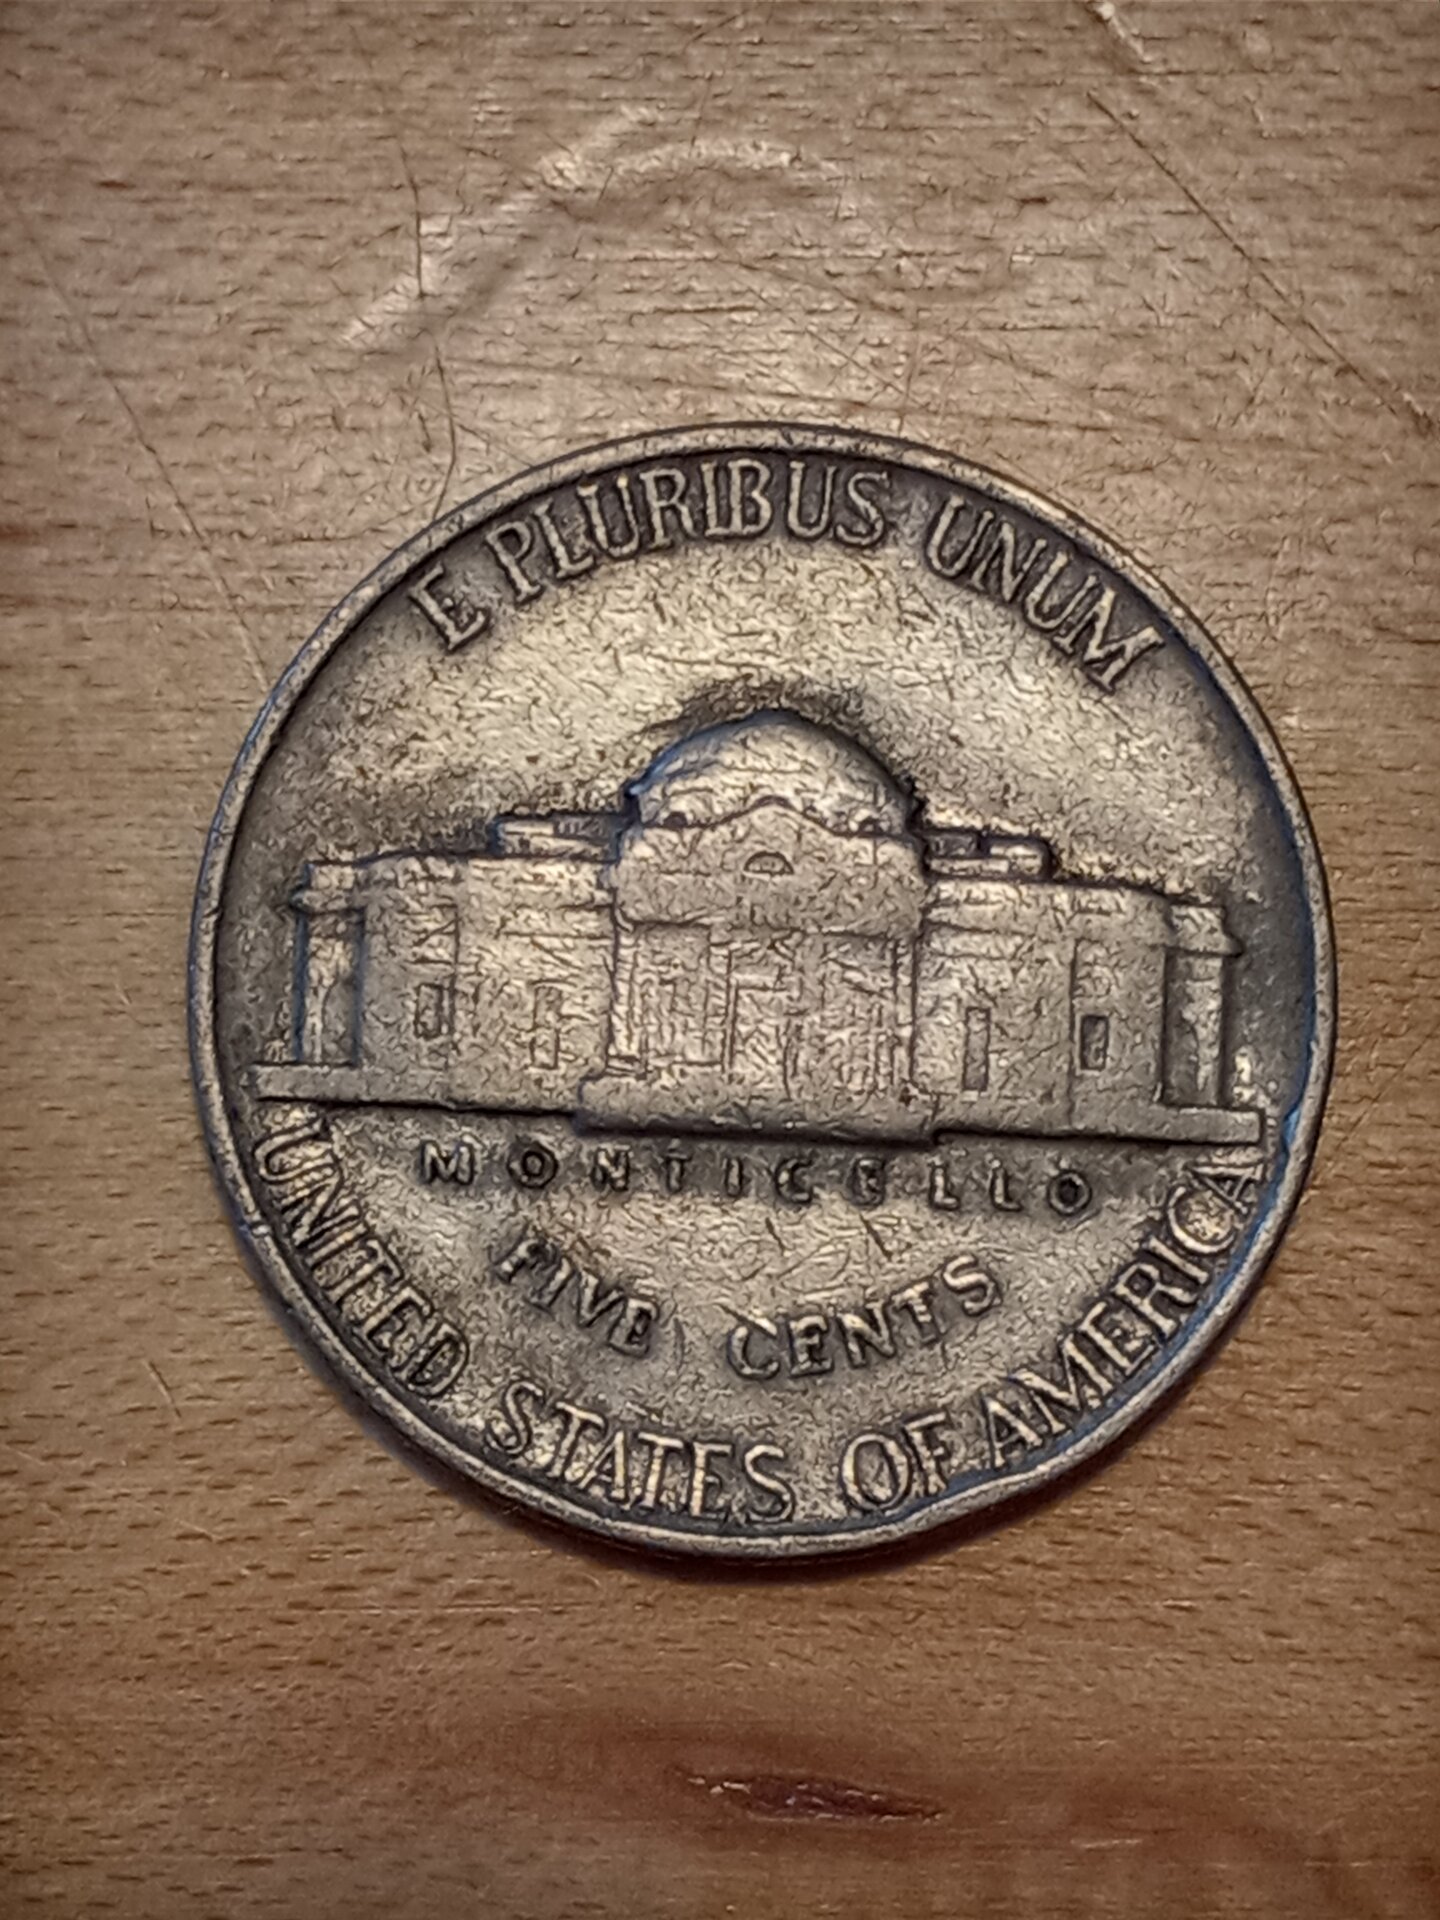 E PLURIBUS UNUM
MONTICELLO
FIVE CENTS
UNITED STATES OF AMERICA